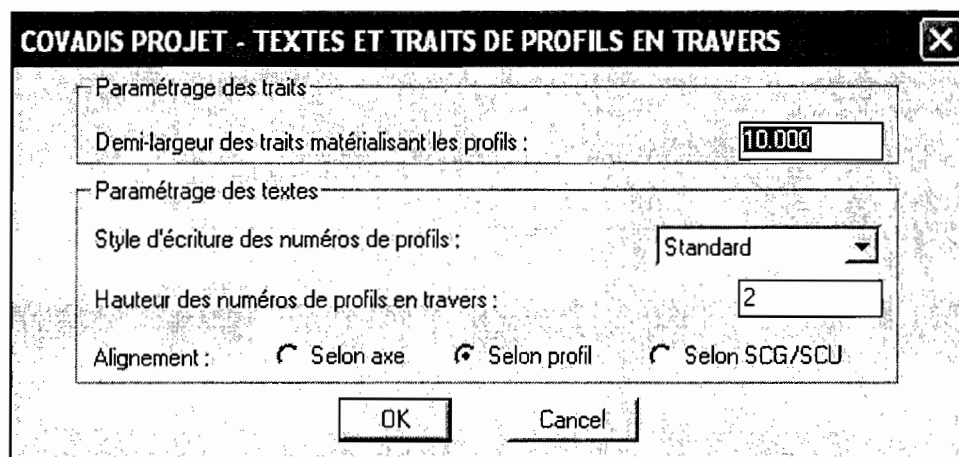 COVADIS PROJET - TEXTES ET TRAITS DE PROFILS EN TRAVERS
Paramétrage des traits
Demi-largeur des traits matérialisant les profils : 10.000
Paramétrage des textes
Style d'écriture des numéros de profils : Standard
Hauteur des numéros de profils en travers : 2
Alignement : Selon axe Selon profil Selon SCG/SCU
OK Cancel